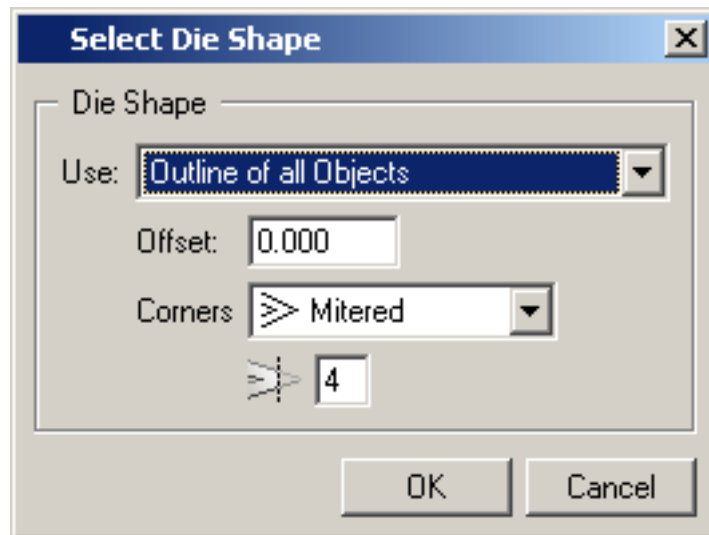 Select Die Shape
Die Shape
Use: Outline of all Objects
Offset: 0.000
Corners Mitered
4
OK Cancel